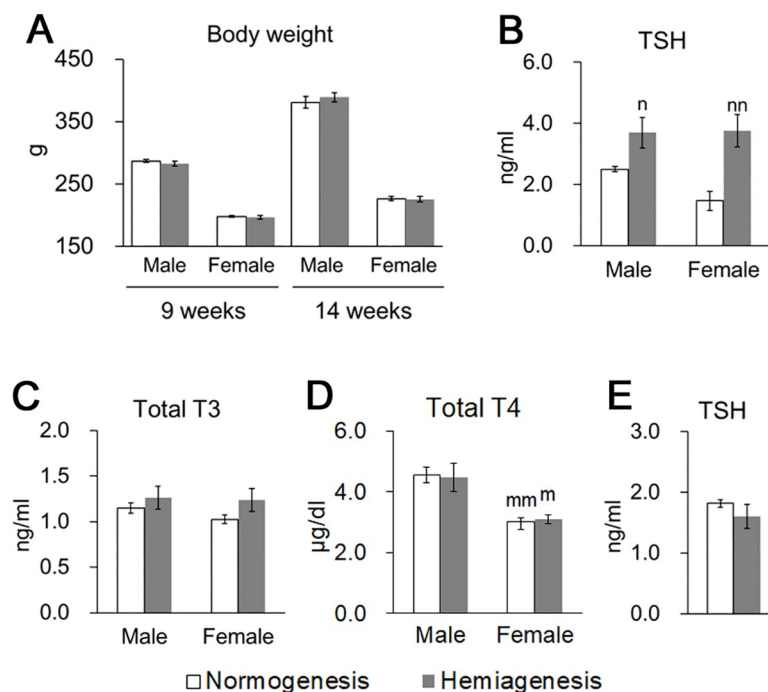 A
Body weight
450
350
250
150
g
Male
Female
Male
Female
9 weeks
14 weeks
B
TSH
6.0
4.0
2.0
0.0
ng/ml
n
nn
Male
Female
C
Total T3
2.0
1.5
1.0
0.5
0.0
ng/ml
Male
Female
D
Total T4
6.0
4.0
2.0
0.0
µg/dl
mm
m
Male
Female
E
TSH
3.0
2.0
1.0
0.0
ng/ml
Normogenesis
Hemiagenesis